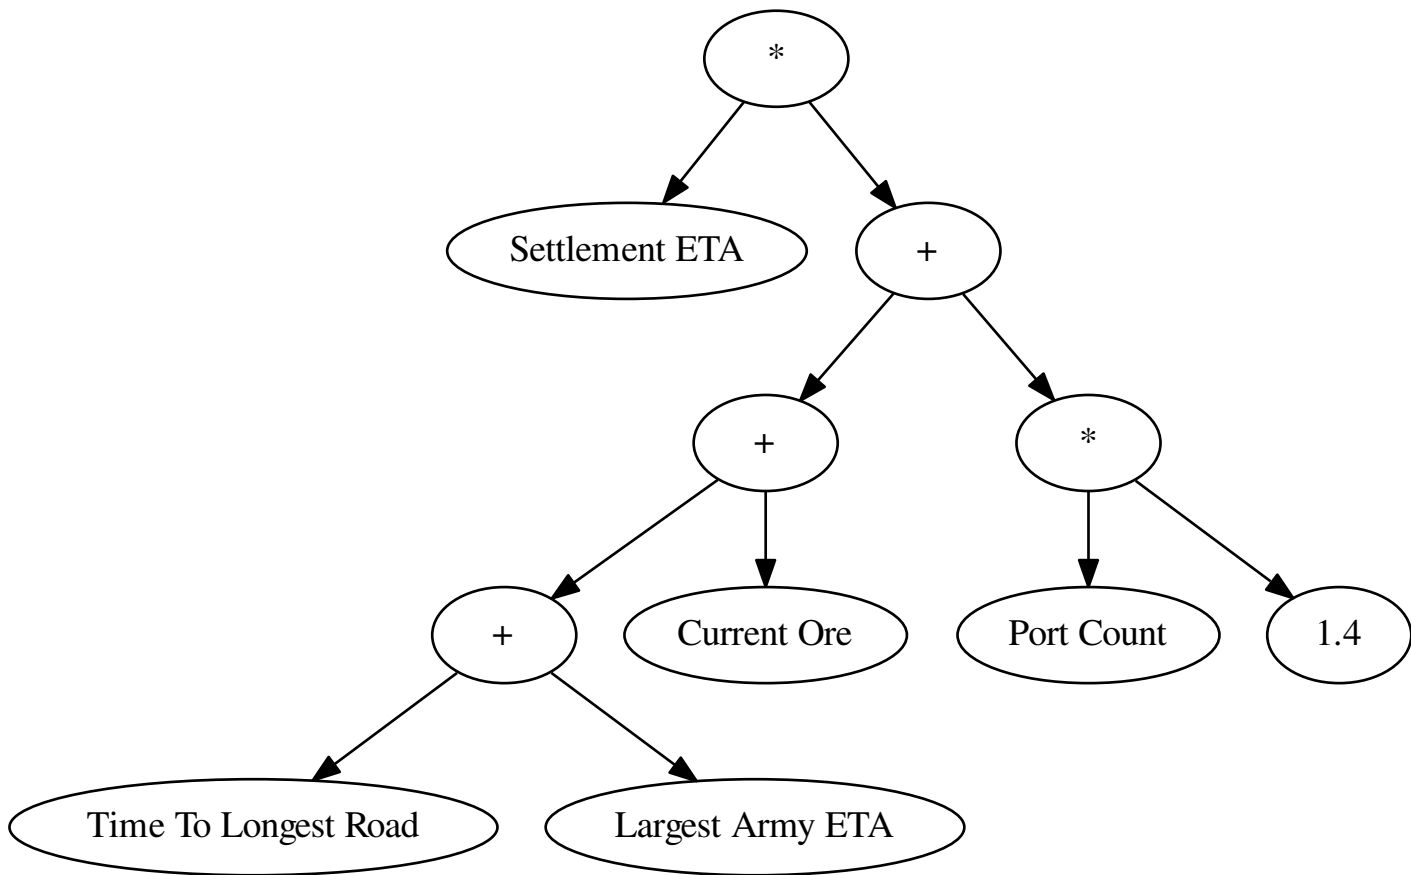 *
Settlement ETA
+
+
*
+
Current Ore
Port Count
1.4
Time To Longest Road
Largest Army ETA